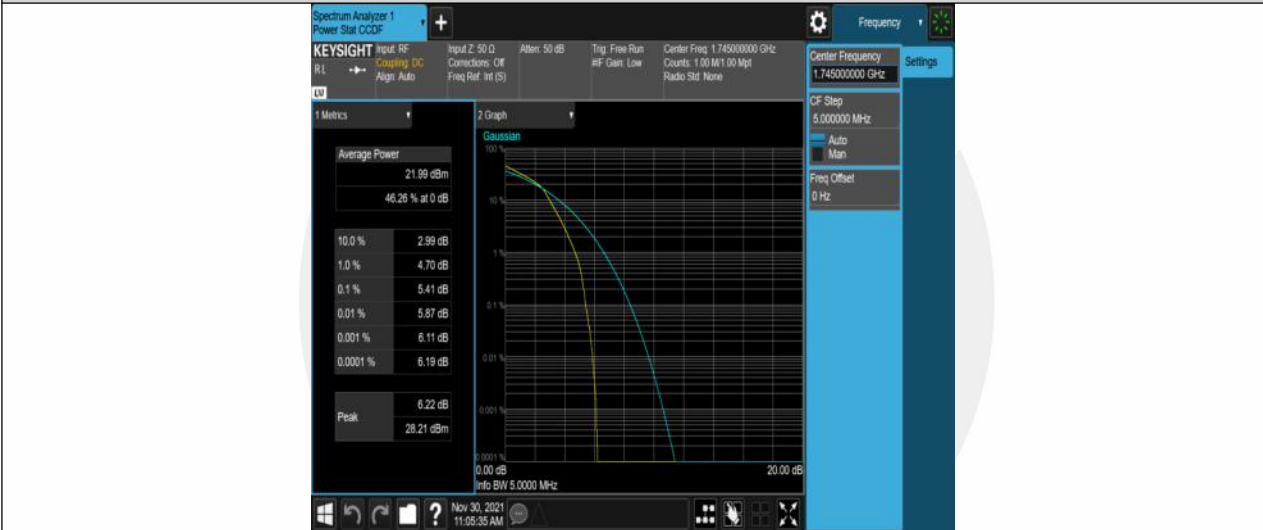 Spectrum Analyzer 1
Power Stat CCDF
+
Frequency
KEYSIGHT
RL
LV
Input: RF
Coupling: DC
Align: Auto
Input Z: 50 Ω
Corrections: Off
Freq Ref: Int (S)
Atten: 50 dB
Trig: Free Run
#IF Gain: Low
Center Freq: 1.745000000 GHz
Counts: 1.00 M/1.00 Mpt
Radio Std: None
Center Frequency
1.745000000 GHz
Settings
CF Step
5.000000 MHz
Auto
Man
Freq Offset
0 Hz
1 Metrics
Average Power
21.99 dBm
46.26 % at 0 dB
10.0 % 2.99 dB
1.0 % 4.70 dB
0.1 % 5.41 dB
0.01 % 5.87 dB
0.001 % 6.11 dB
0.0001 % 6.19 dB
Peak 6.22 dB
28.21 dBm
2 Graph
Gaussian
100 %
10 %
1 %
0.1 %
0.01 %
0.001 %
0.0001 %
0.00 dB 20.00 dB
Info BW 5.0000 MHz
?
Nov 30, 2021
11:05:35 AM